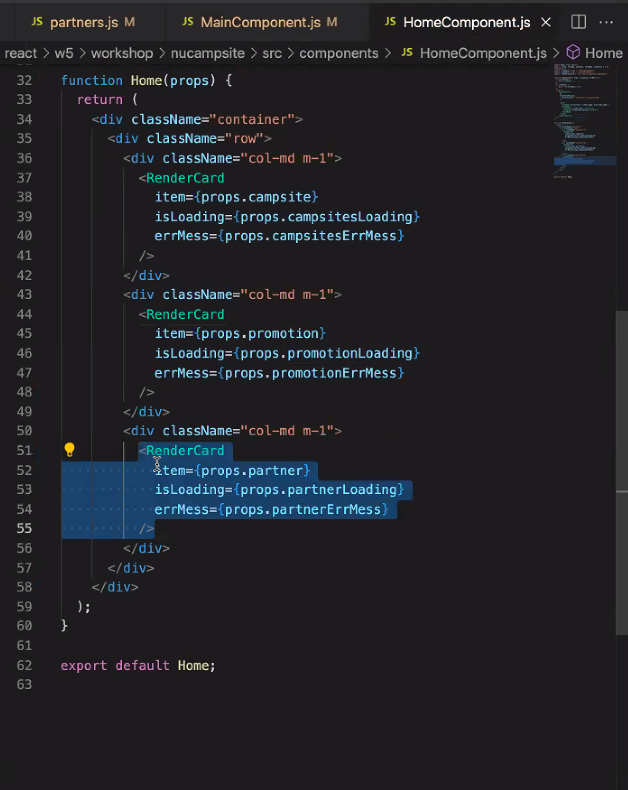 JS partners.js M JS MainComponent.js M JS HomeComponent.js × ···
react > w5 > workshop > nucampsite > src > components > JS HomeComponent.js > Home
32 function Home(props) {
33 return (
34 <div className="container">
35 <div className="row">
36 <div className="col-md m-1">
37 <RenderCard
38 item={props.campsite}
39 isLoading={props.campsitesLoading}
40 errMess={props.campsitesErrMess}
41 />
42 </div>
43 <div className="col-md m-1">
44 <RenderCard
45 item={props.promotion}
46 isLoading={props.promotionLoading}
47 errMess={props.promotionErrMess}
48 />
49 </div>
50 <div className="col-md m-1">
51 <RenderCard
52 item={props.partner}
53 isLoading={props.partnerLoading}
54 errMess={props.partnerErrMess}
55 />
56 </div>
57 </div>
58 </div>
59 );
60 }
61
62 export default Home;
63